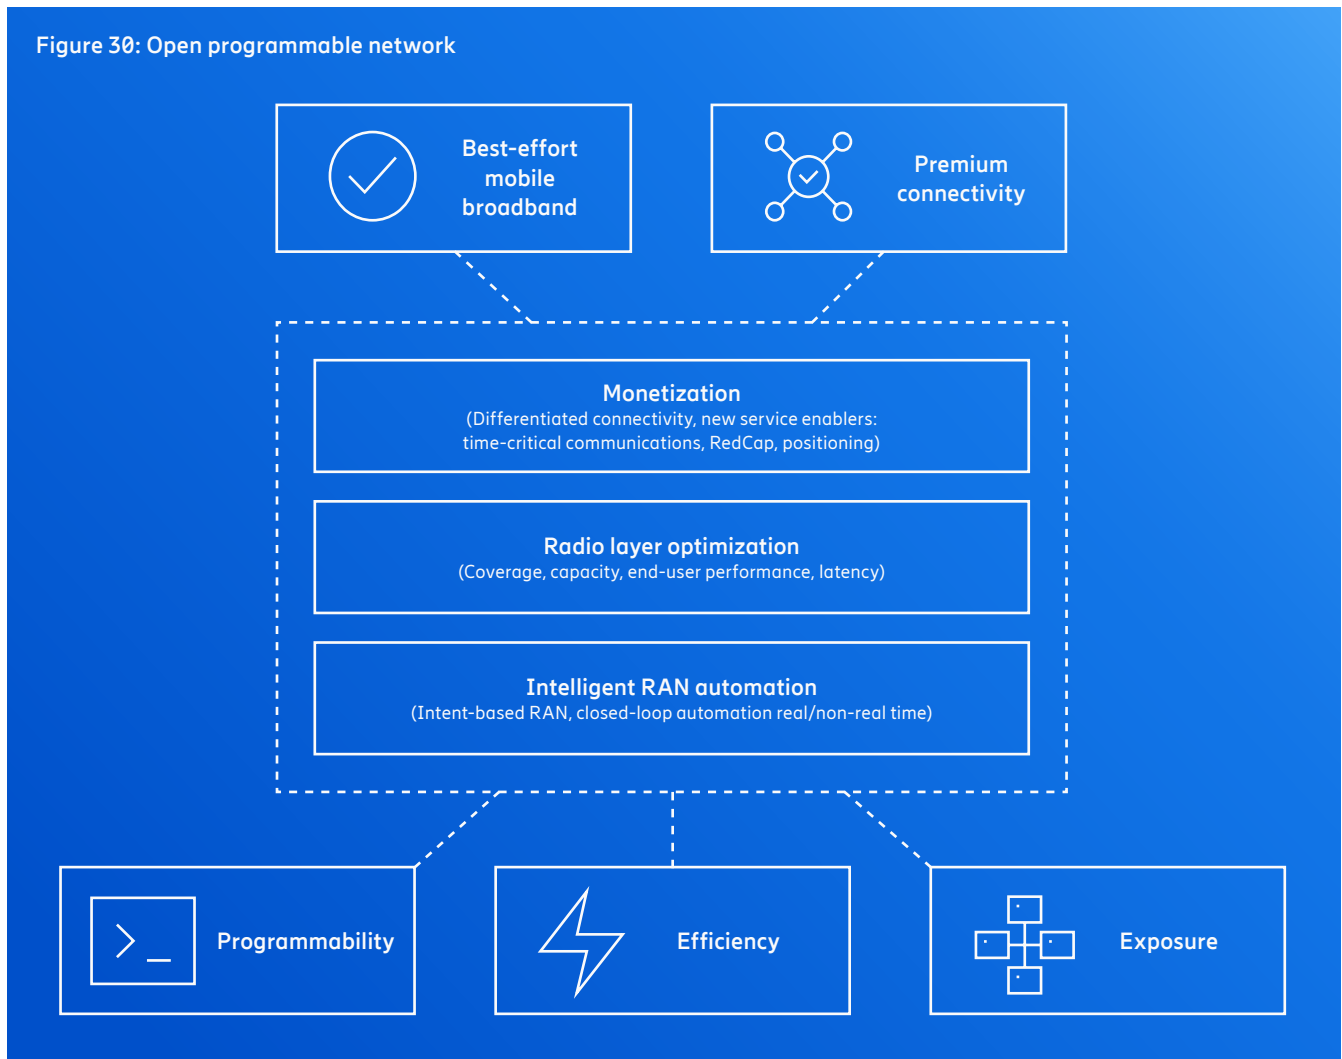 Figure 30: Open programmable network
Best-effort
mobile
broadband
Premium
connectivity
Monetization
(Differentiated connectivity, new service enablers:
time-critical communications, RedCap, positioning)
Radio layer optimization
(Coverage, capacity, end-user performance, latency)
Intelligent RAN automation
(Intent-based RAN, closed-loop automation real/non-real time)
Programmability
Efficiency
Exposure